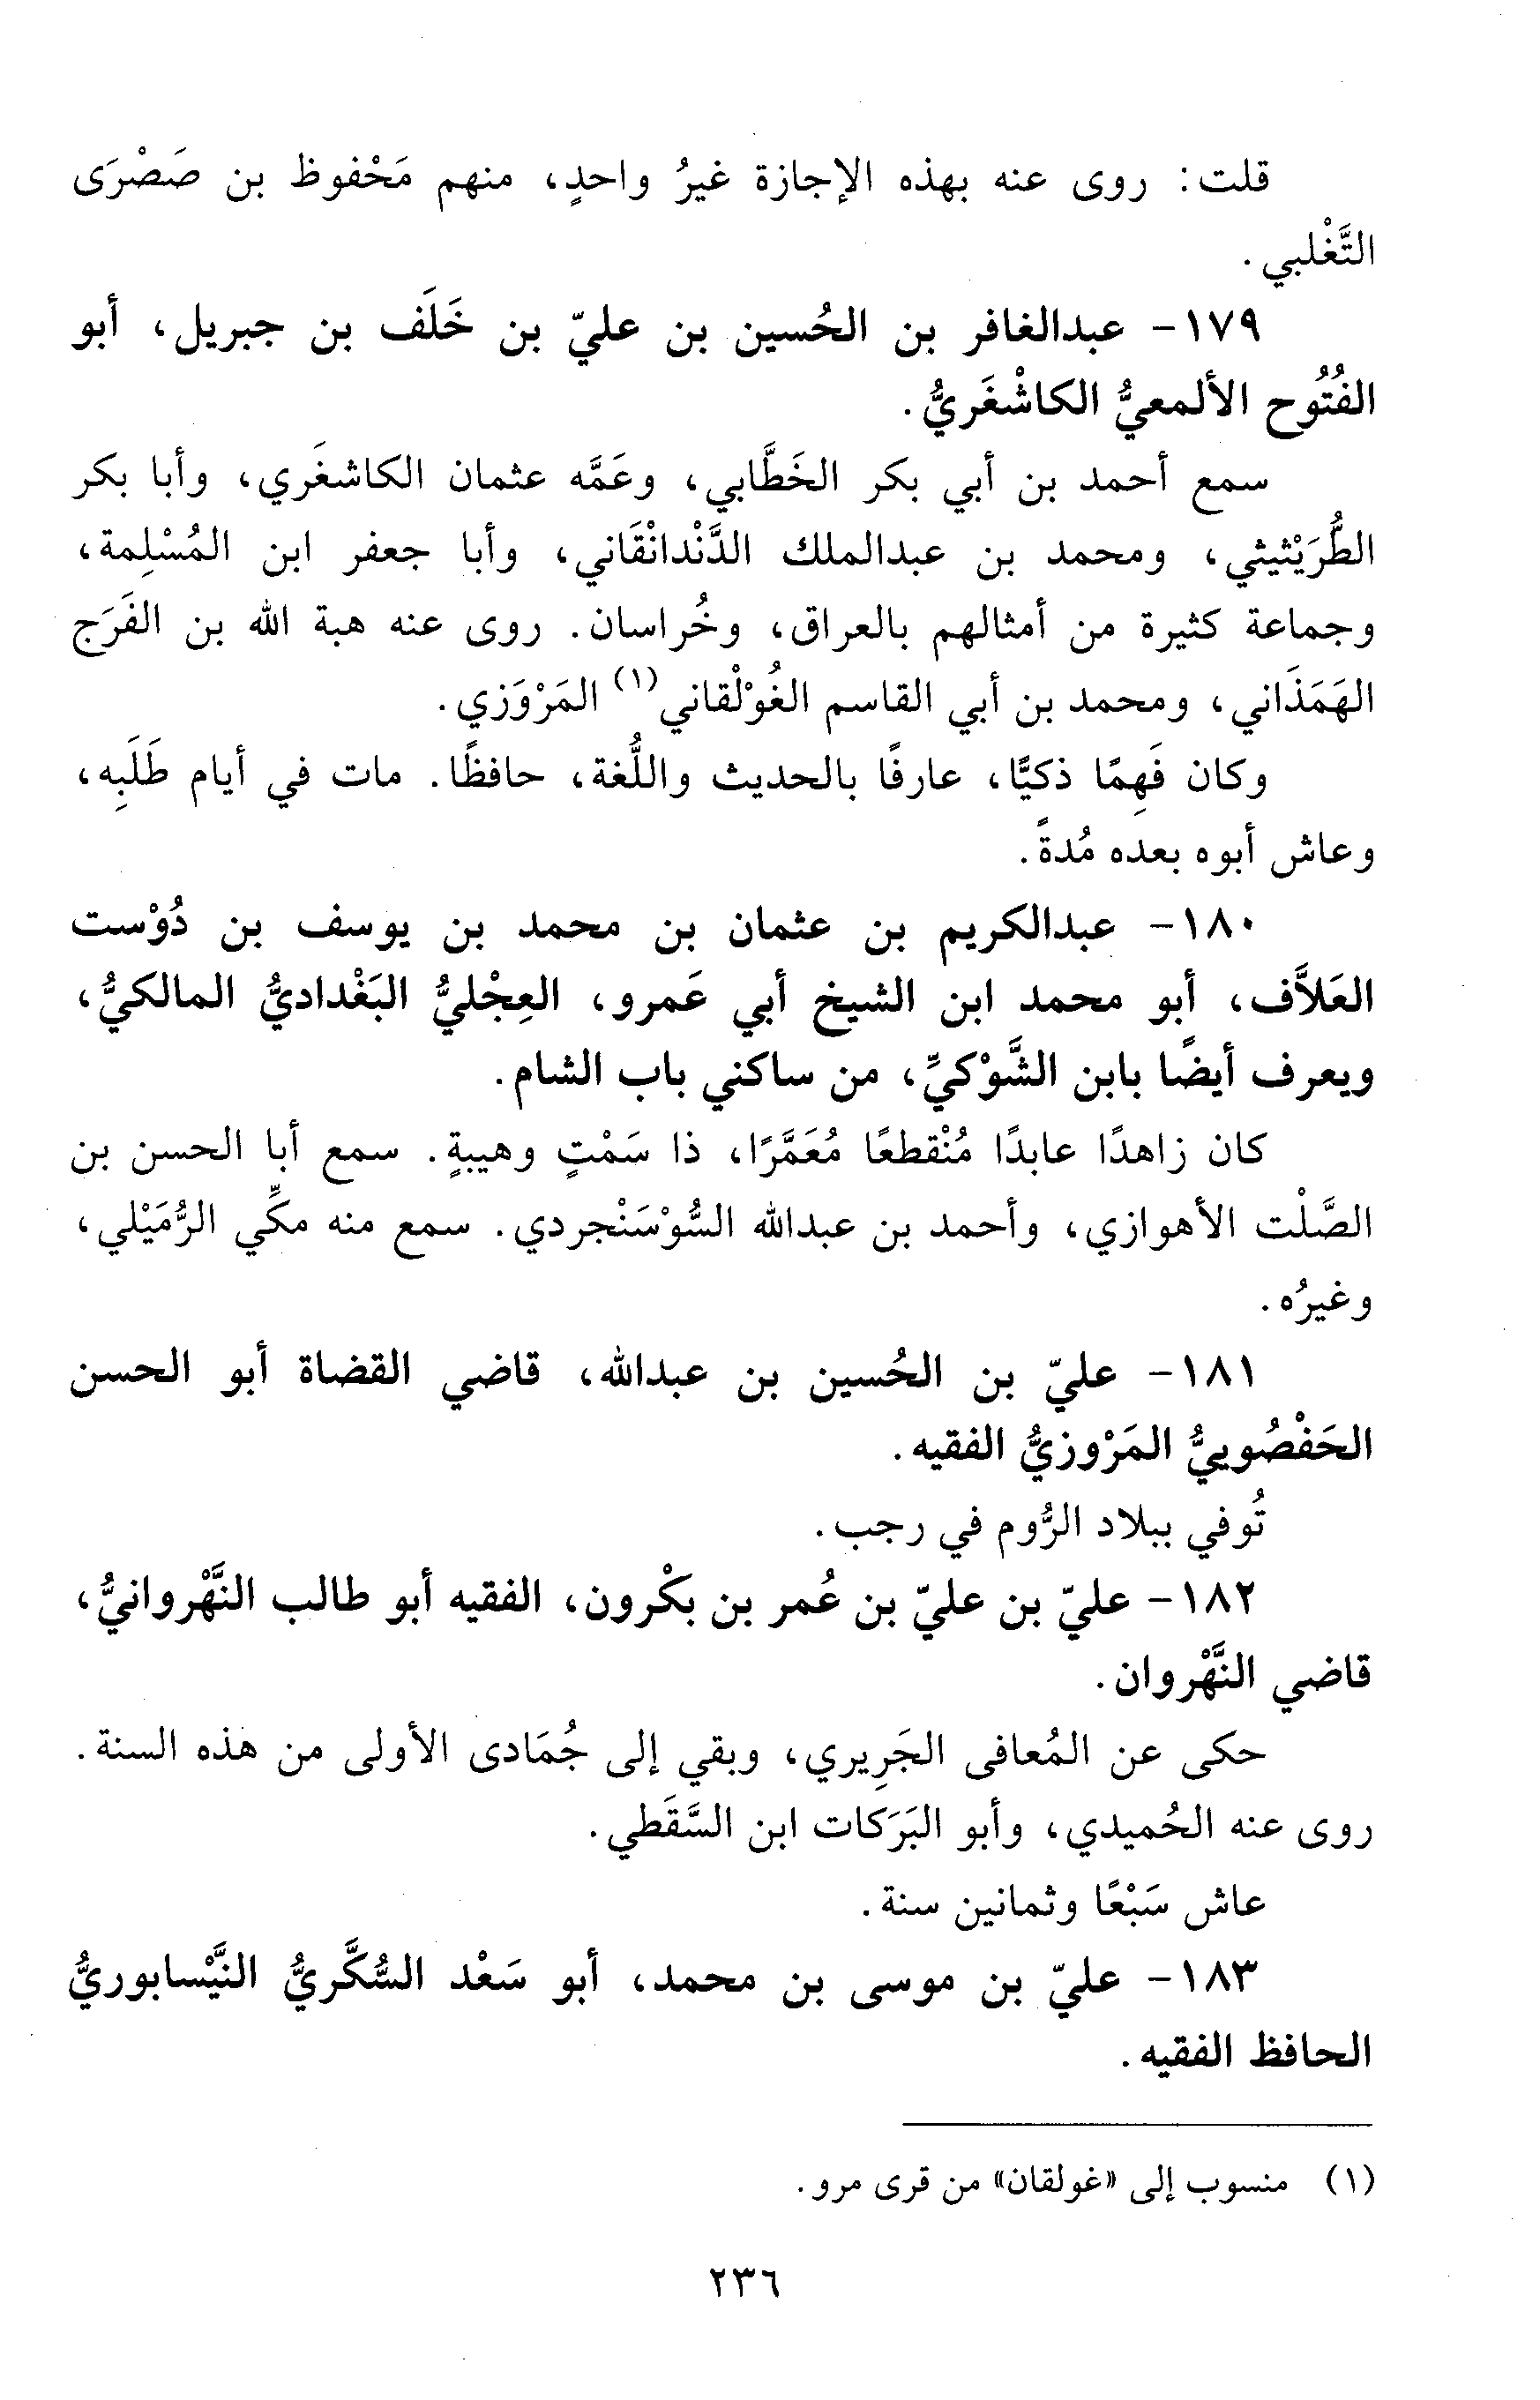 قلت: روى عنه بهذه الإجازة غيرُ واحدٍ، منهم مَحْفوظ بن صَصْرَى
التَّغْلبي.
١٧٩- عبدالغافر بن الحُسين بن عليّ بن خَلَف بن جبريل، أبو
الفُتُوح الألمعيُّ الكاشْغَريُّ.
سمع أحمد بن أبي بكر الخَطَّابي، وعَمَّه عثمان الكاشغَري، وأبا بكر
الطُّرَيْثيثي، ومحمد بن عبدالملك الدَّنْدانْقَاني، وأبا جعفر ابن المُسْلِمة،
وجماعة كثيرة من أمثالهم بالعراق، وخُراسان. روى عنه هبة الله بن الفَرَج
الهَمَذَاني، ومحمد بن أبي القاسم الغُوْلْقاني(١) المَرْوَزي.
وكان فَهِمًا ذكيًّا، عارفًا بالحديث واللُّغة، حافظًا. مات في أيام طَلَبِه،
وعاش أبوه بعده مُدةً.
١٨٠- عبدالكريم بن عثمان بن محمد بن يوسف بن دُوْست
العَلاَّف، أبو محمد ابن الشيخ أبي عَمرو، العِجْليُّ البَغْداديُّ المالكيُّ،
ويعرف أيضًا بابن الشَّوْكيِّ، من ساكني باب الشام.
كان زاهدًا عابدًا مُنْقطعًا مُعَمَّرًا، ذا سَمْتٍ وهيبةٍ. سمع أبا الحسن بن
الصَّلْت الأهوازي، وأحمد بن عبدالله السُّوْسَنْجردي. سمع منه مكِّي الرُّمَيْلي،
وغيرُه.
١٨١- عليّ بن الحُسين بن عبدالله، قاضي القضاة أبو الحسن
الحَفْصُوييُّ المَرْوزيُّ الفقيه.
تُوفي ببلاد الرُّوم في رجب.
١٨٢- عليّ بن عليّ بن عُمر بن بكْرون، الفقيه أبو طالب النَّهْروانيُّ،
قاضي النَّهْروان.
حكى عن المُعافى الجَرِيري، وبقي إلى جُمَادى الأولى من هذه السنة.
روى عنه الحُميدي، وأبو البَرَكات ابن السَّقَطي.
عاش سَبْعًا وثمانين سنة.
١٨٣- عليّ بن موسى بن محمد، أبو سَعْد السُّكَّريُّ النَّيْسابوريُّ
الحافظ الفقيه.
(١) منسوب إلى «غولقان» من قرى مرو.
٢٣٦